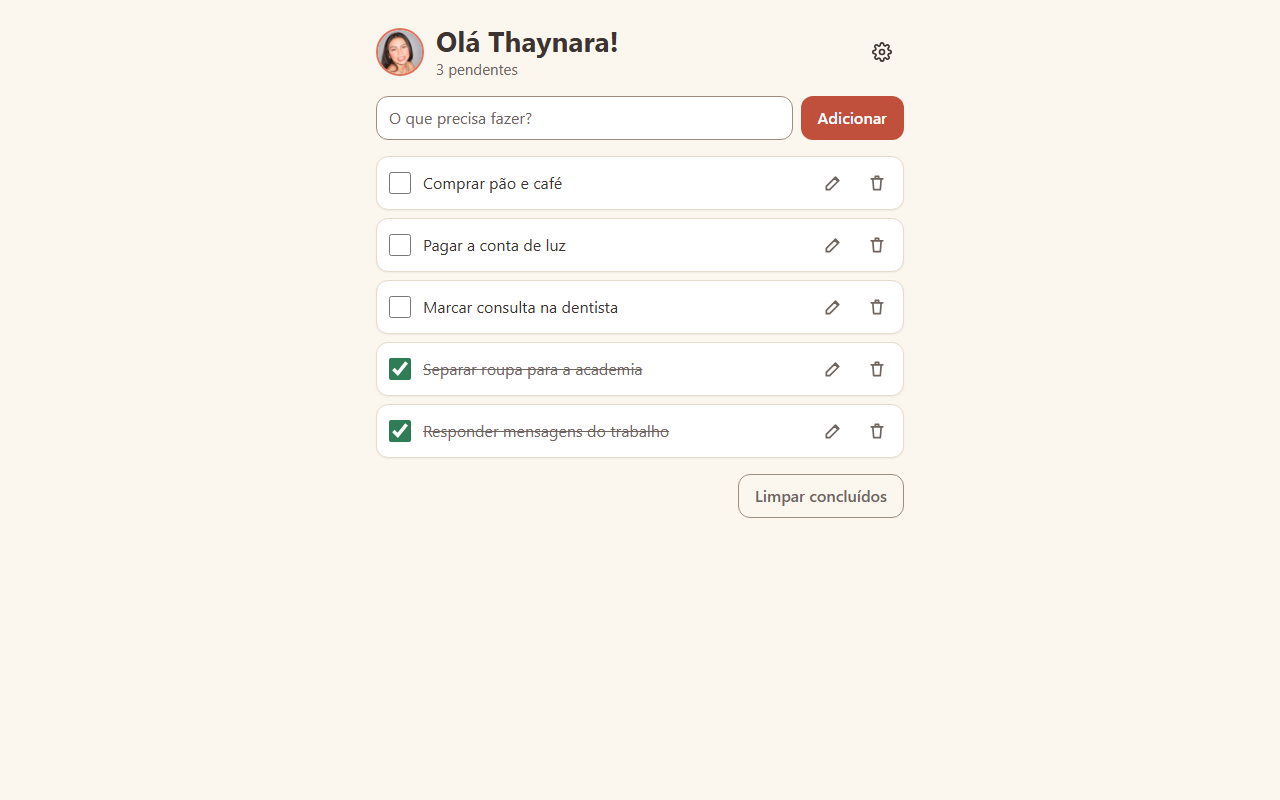 Olá Thaynara!
3 pendentes
O que precisa fazer?
Adicionar
Comprar pão e café
Pagar a conta de luz
Marcar consulta na dentista
Separar roupa para a academia
Responder mensagens do trabalho
Limpar concluídos